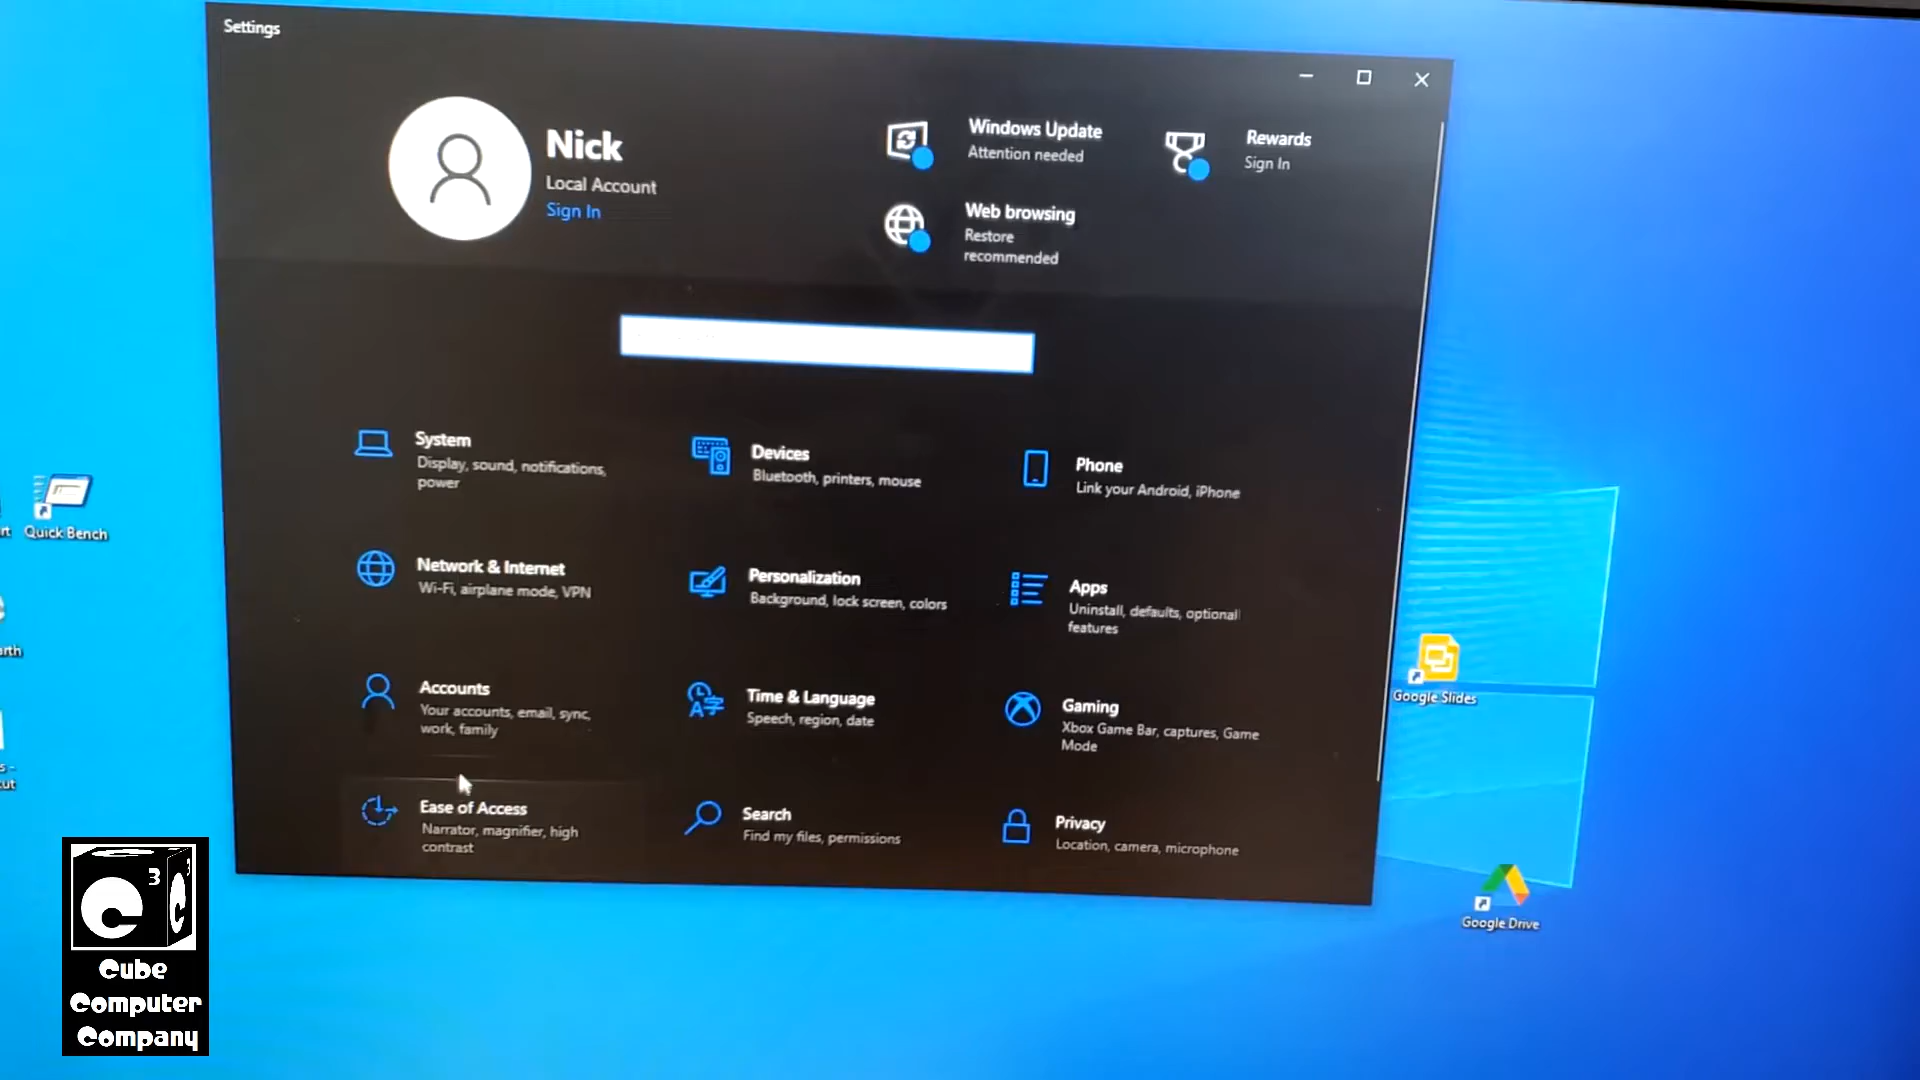 Settings
Nick
Local Account
Sign In
Windows Update
Attention needed
Rewards
Sign In
Web browsing
Restore
recommended
System
Display, sound, notifications,
power
Devices
Bluetooth, printers, mouse
Phone
Link your Android, iPhone
Network & Internet
Wi-Fi, airplane mode, VPN
Personalization
Background, lock screen, colors
Apps
Uninstall, defaults, optional
features
Accounts
Your accounts, email, sync,
work, family
Time & Language
Speech, region, date
Gaming
Xbox Game Bar, captures, Game
Mode
Ease of Access
Narrator, magnifier, high
contrast
Search
Find my files, permissions
Privacy
Location, camera, microphone
Quick Bench
Google Slides
Google Drive
C 3
Cube
Computer
Company